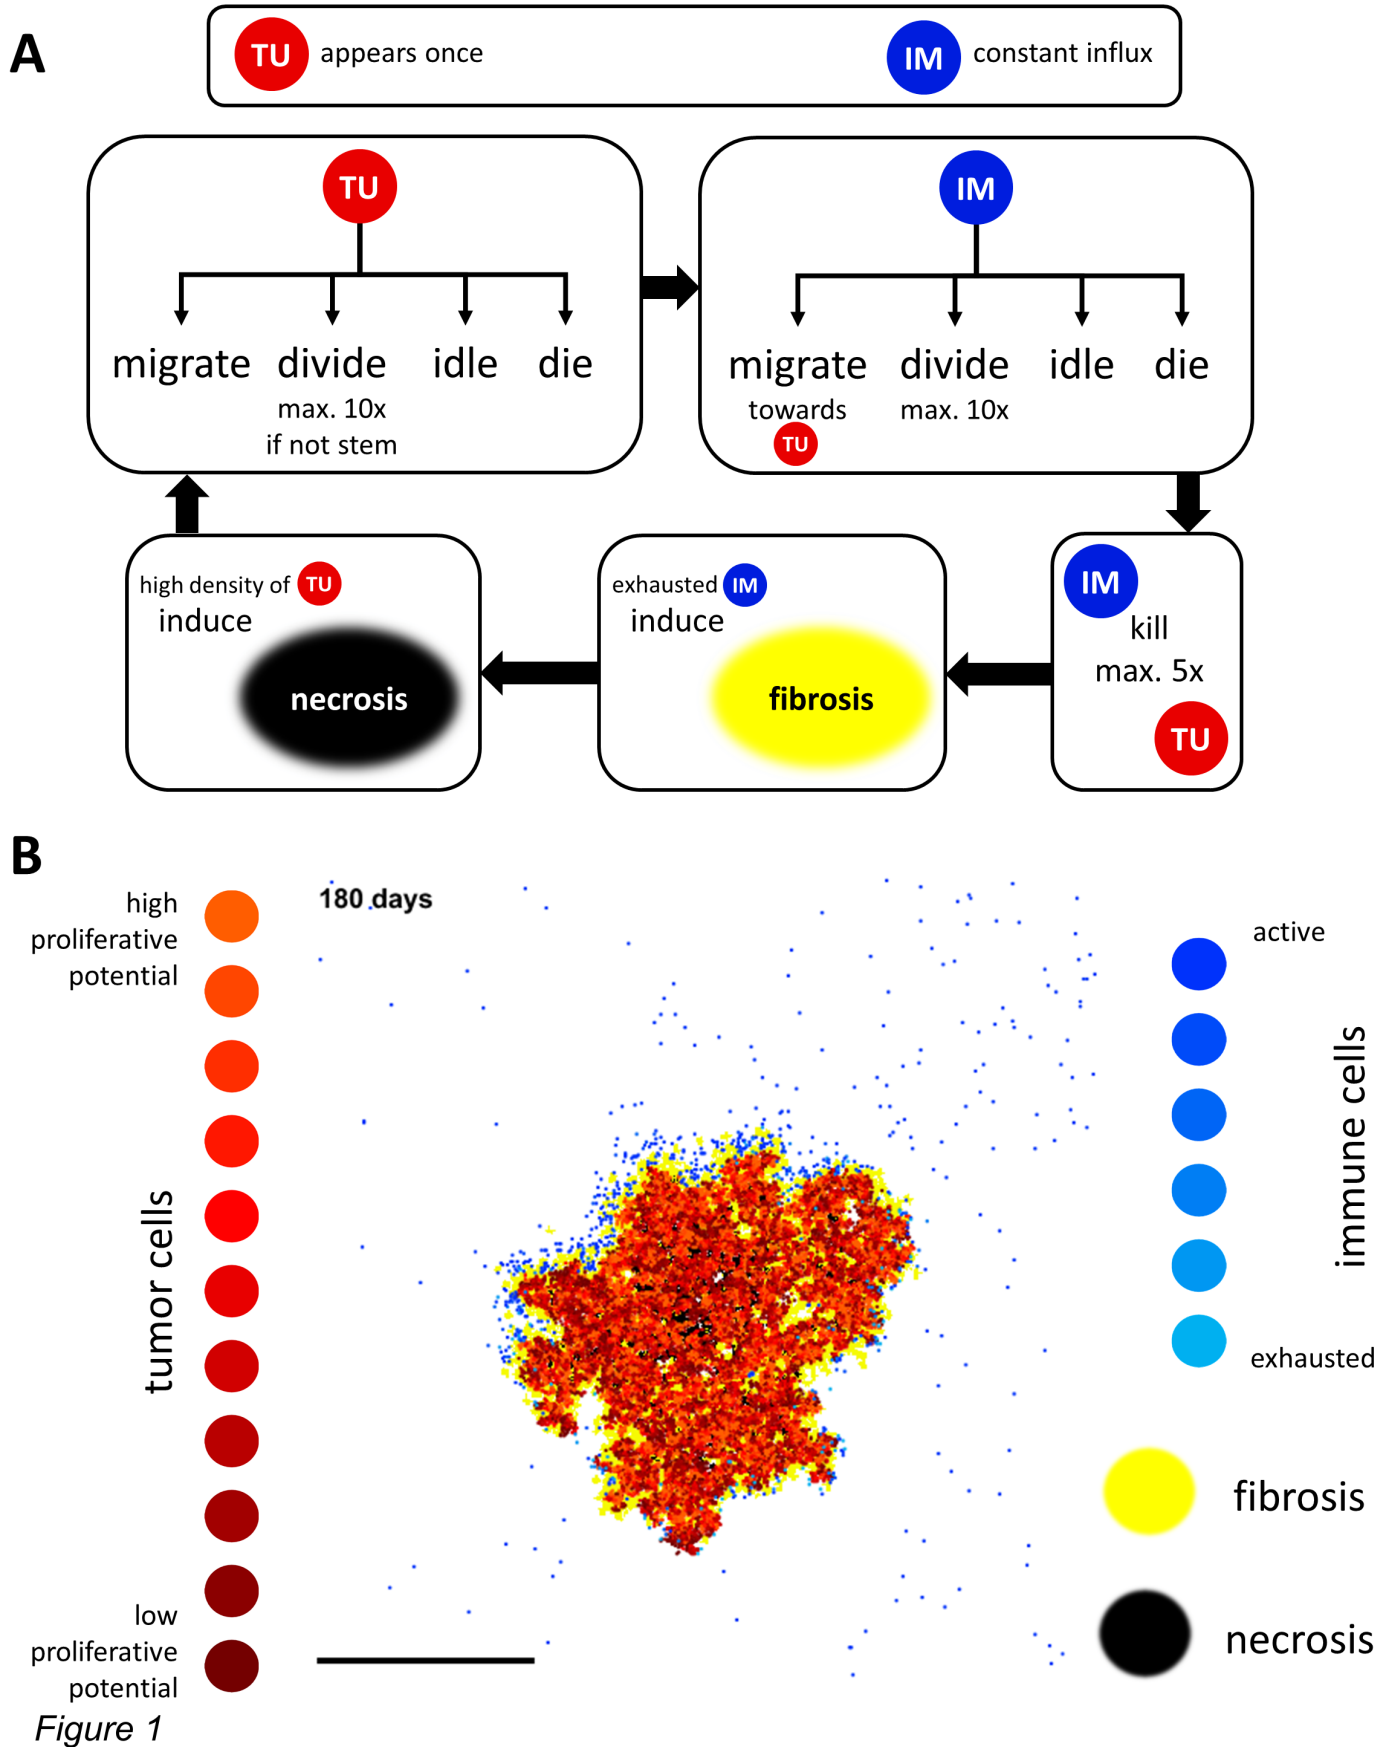 A
TU appears once
IM constant influx
TU
migrate divide idle die
max. 10x
if not stem
IM
migrate divide idle die
towards max. 10x
TU
high density of TU
induce
necrosis
exhausted IM
induce
fibrosis
IM
kill
max. 5x
TU
B
180 days
high
proliferative
potential
tumor cells
low
proliferative
potential
active
immune cells
exhausted
fibrosis
necrosis
Figure 1